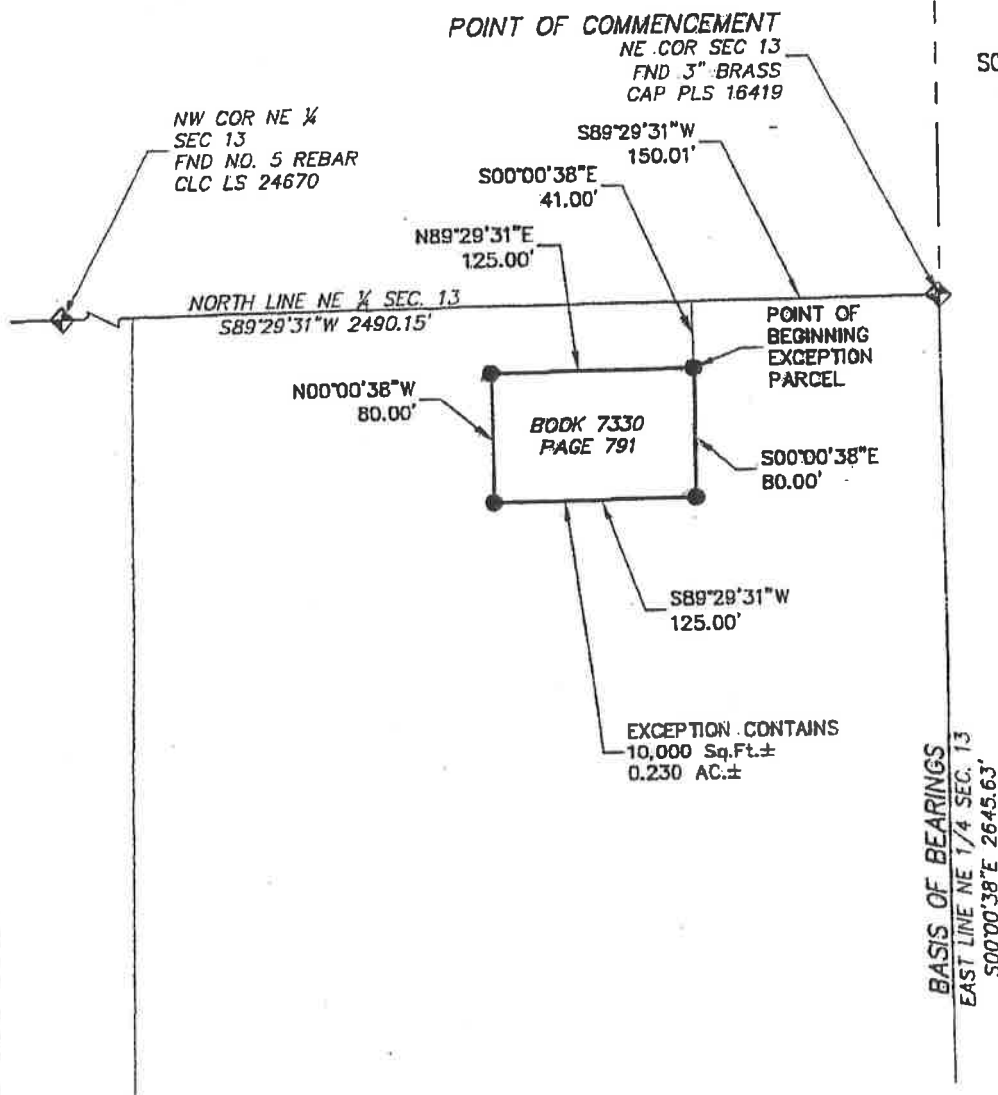 POINT OF COMMENCEMENT
NE COR SEC 13
FND 3" BRASS
CAP PLS 16419
SO
NW COR NE ¼
SEC 13
FND NO. 5 REBAR
CLC LS 24670
S89°29'31"W
150.01'
S00°00'38"E
41.00'
N89°29'31"E
125.00'
NORTH LINE NE ¼ SEC. 13
S89°29'31"W 2490.15'
POINT OF
BEGINNING
EXCEPTION
PARCEL
N00°00'38"W
80.00'
BOOK 7330
PAGE 791
S00°00'38"E
80.00'
S89°29'31"W
125.00'
EXCEPTION CONTAINS
10,000 Sq.Ft.±
0.230 AC.±
BASIS OF BEARINGS
EAST LINE NE 1/4 SEC. 13
S00°00'38"E 2645.63'